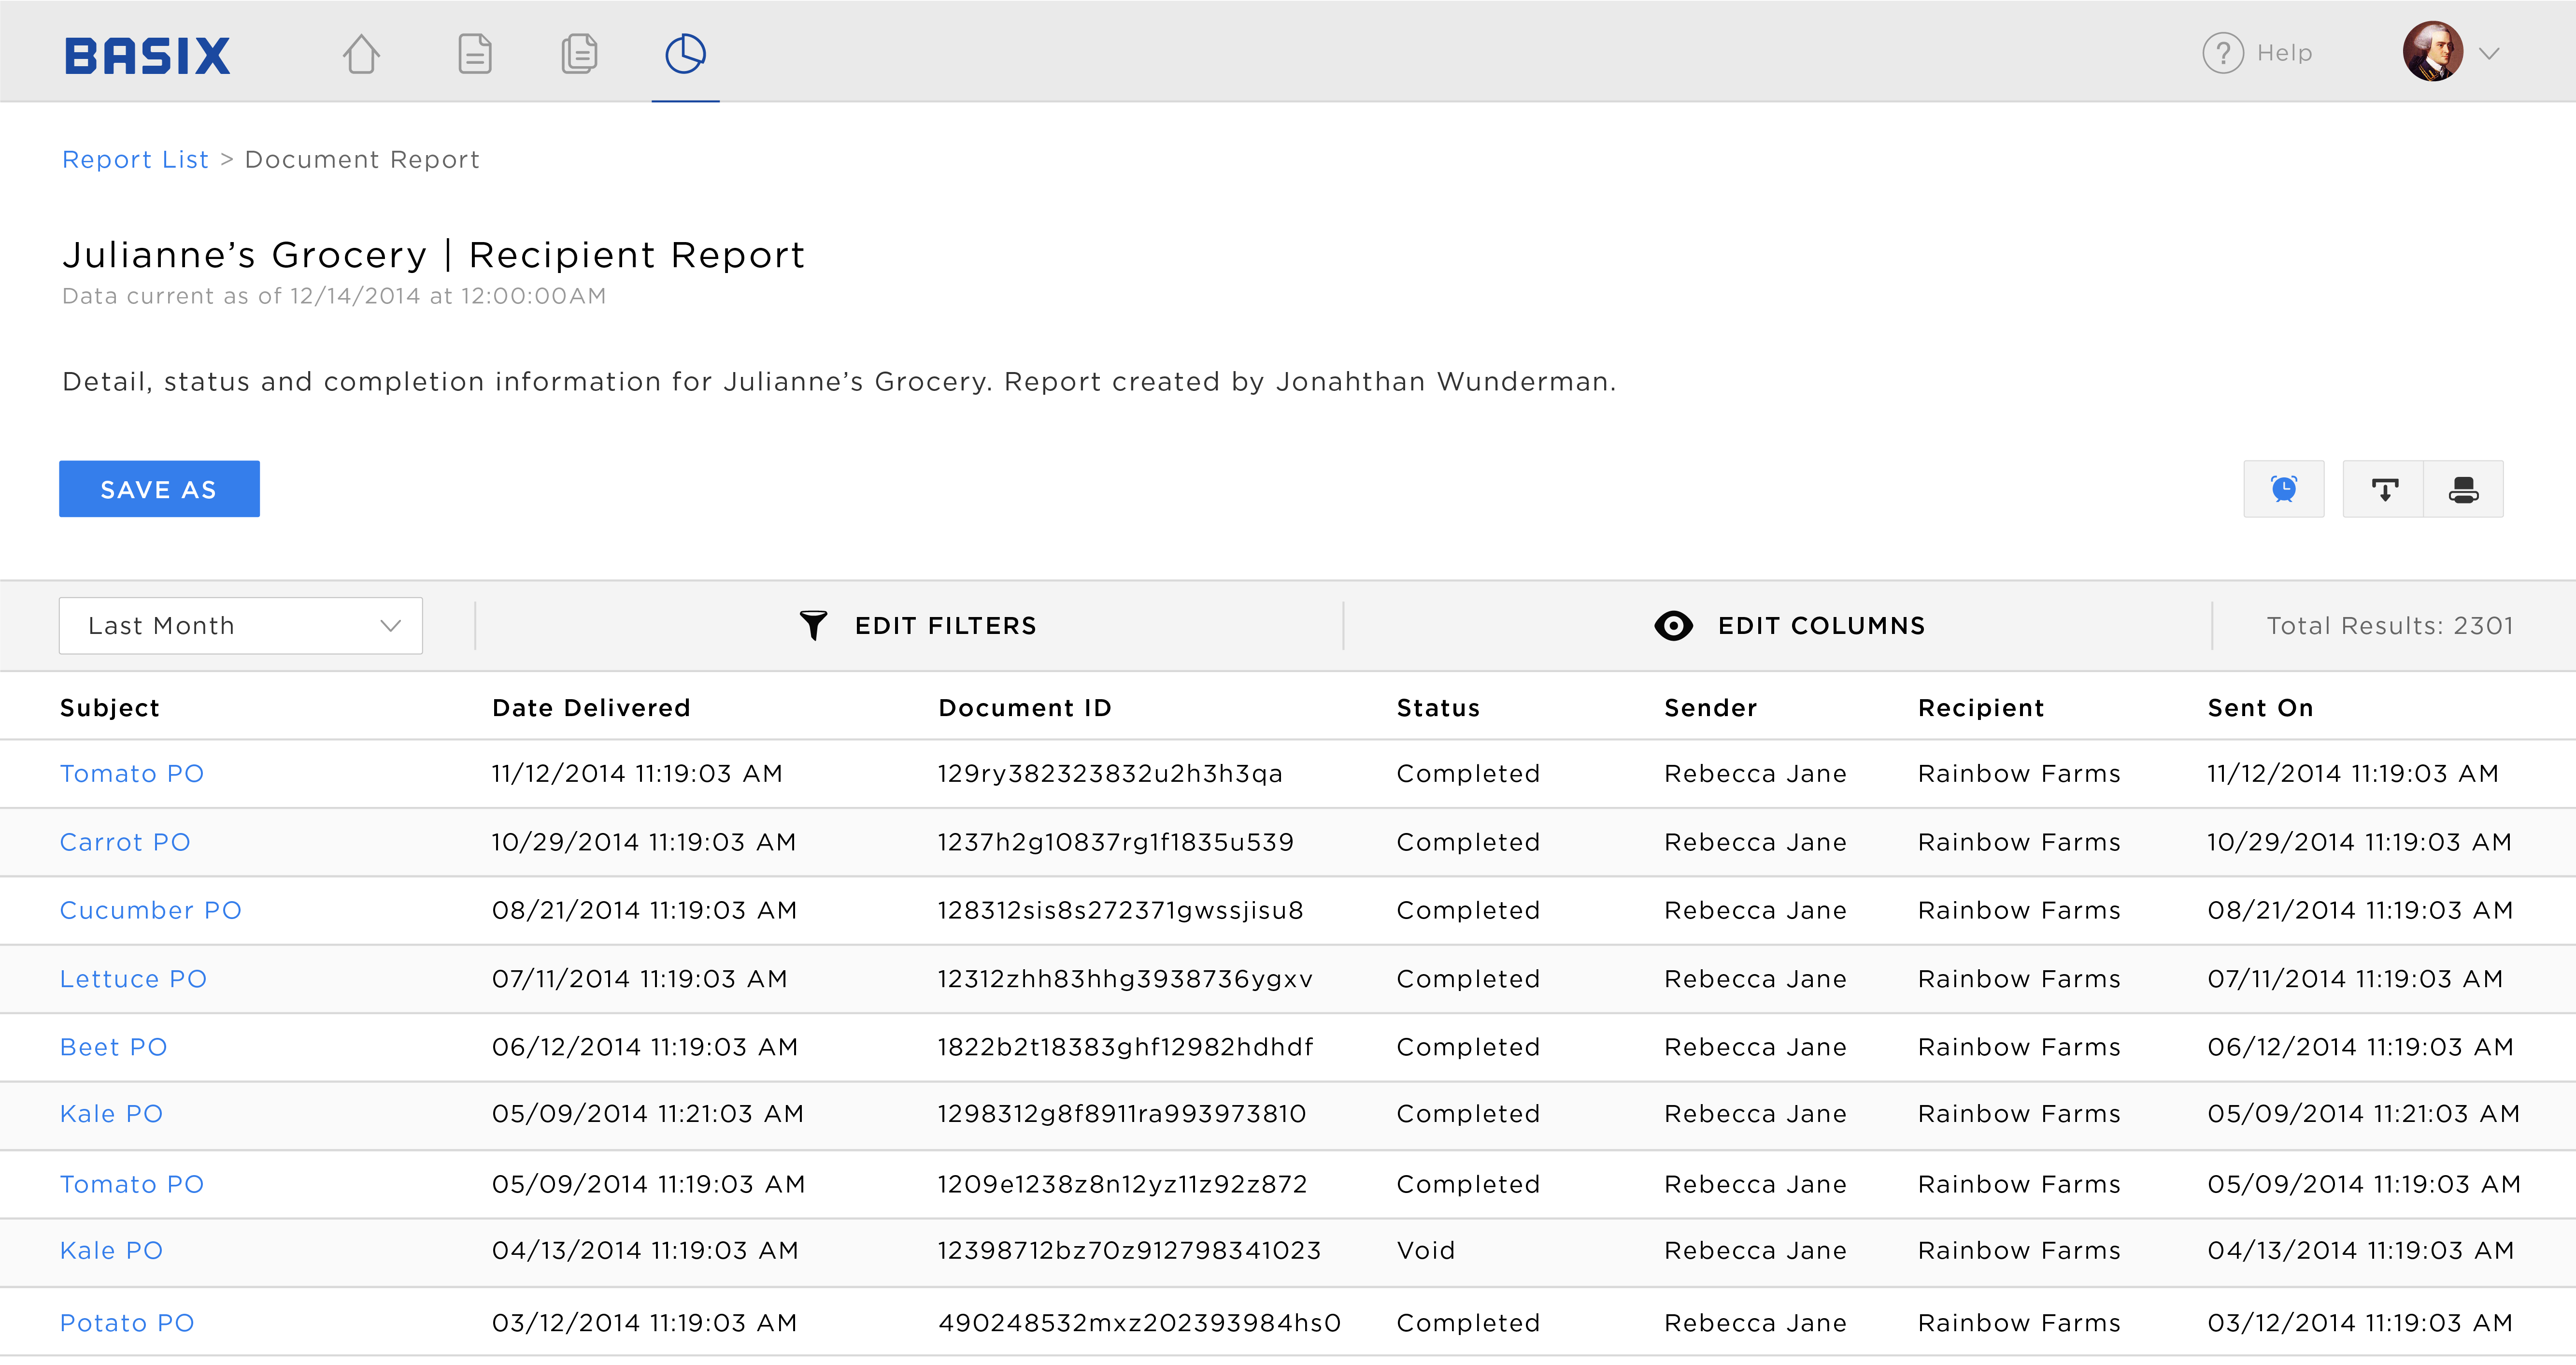 BASIX
? Help
Report List > Document Report
Julianne’s Grocery | Recipient Report
Data current as of 12/14/2014 at 12:00:00AM
Detail, status and completion information for Julianne’s Grocery. Report created by Jonahthan Wunderman.
SAVE AS
Last Month EDIT FILTERS EDIT COLUMNS Total Results: 2301
Subject Date Delivered Document ID Status Sender Recipient Sent On
Tomato PO 11/12/2014 11:19:03 AM 129ry382323832u2h3h3qa Completed Rebecca Jane Rainbow Farms 11/12/2014 11:19:03 AM
Carrot PO 10/29/2014 11:19:03 AM 1237h2g10837rg1f1835u539 Completed Rebecca Jane Rainbow Farms 10/29/2014 11:19:03 AM
Cucumber PO 08/21/2014 11:19:03 AM 128312sis8s272371gwssjisu8 Completed Rebecca Jane Rainbow Farms 08/21/2014 11:19:03 AM
Lettuce PO 07/11/2014 11:19:03 AM 12312zhh83hhg3938736ygxv Completed Rebecca Jane Rainbow Farms 07/11/2014 11:19:03 AM
Beet PO 06/12/2014 11:19:03 AM 1822b2t18383ghf12982hdhdf Completed Rebecca Jane Rainbow Farms 06/12/2014 11:19:03 AM
Kale PO 05/09/2014 11:21:03 AM 1298312g8f8911ra993973810 Completed Rebecca Jane Rainbow Farms 05/09/2014 11:21:03 AM
Tomato PO 05/09/2014 11:19:03 AM 1209e1238z8n12yz11z92z872 Completed Rebecca Jane Rainbow Farms 05/09/2014 11:19:03 AM
Kale PO 04/13/2014 11:19:03 AM 12398712bz70z912798341023 Void Rebecca Jane Rainbow Farms 04/13/2014 11:19:03 AM
Potato PO 03/12/2014 11:19:03 AM 490248532mxz202393984hs0 Completed Rebecca Jane Rainbow Farms 03/12/2014 11:19:03 AM